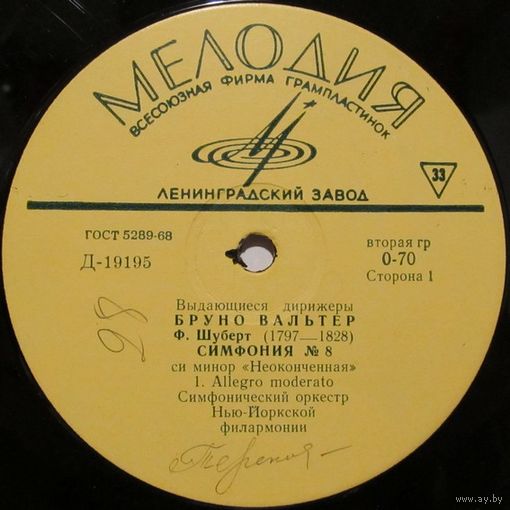 МЕЛОДИЯ
ВСЕСОЮЗНАЯ ФИРМА ГРАМПЛАСТИНОК
ЛЕНИНГРАДСКИЙ ЗАВОД
33
ГОСТ 5289-68
Д-19195
вторая гр
0-70
Сторона 1
28
Выдающиеся дирижеры
БРУНО ВАЛЬТЕР
Ф. Шуберт (1797—1828)
СИМФОНИЯ № 8
си минор «Неоконченная»
1. Allegro moderato
Симфонический оркестр
Нью-Йоркской
филармонии
www.ay.by